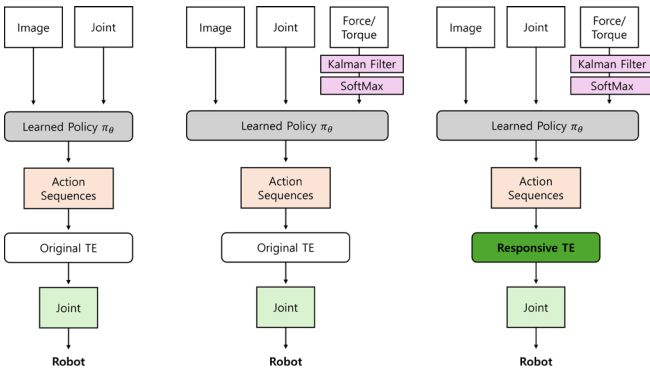 Image
Joint
Learned Policy πθ
Action
Sequences
Original TE
Joint
Robot
Image
Joint
Force/
Torque
Kalman Filter
SoftMax
Learned Policy πθ
Action
Sequences
Original TE
Joint
Robot
Image
Joint
Force/
Torque
Kalman Filter
SoftMax
Learned Policy πθ
Action
Sequences
Responsive TE
Joint
Robot